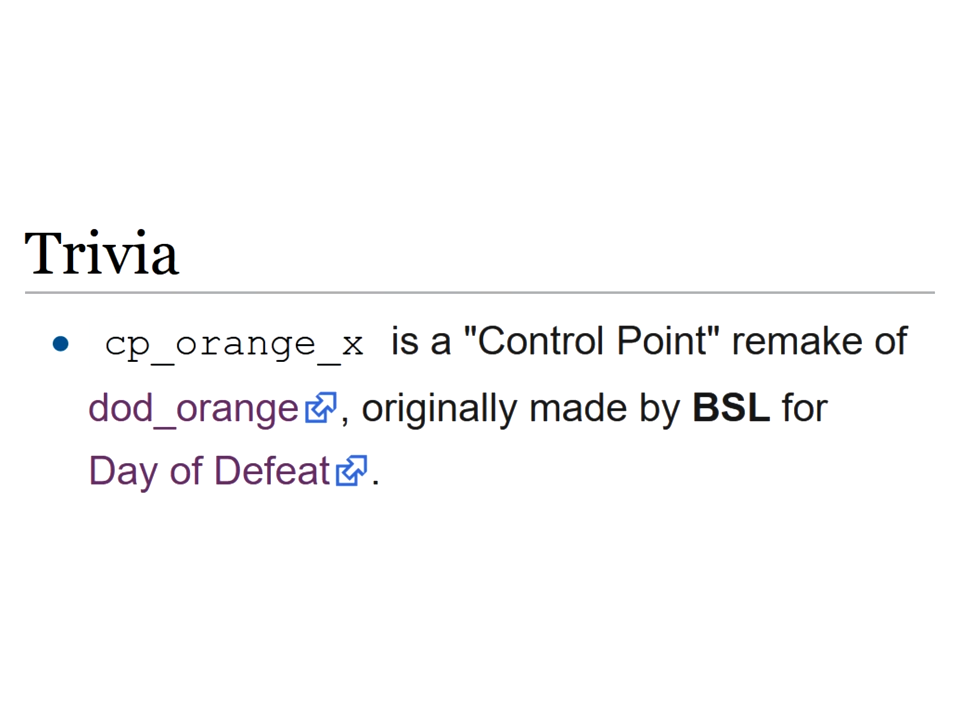 Trivia
cp_orange_x is a "Control Point" remake of
dod_orange, originally made by BSL for
Day of Defeat.